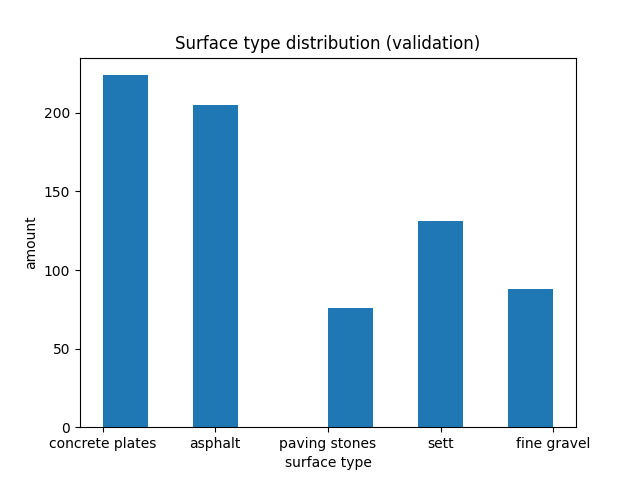 Surface type distribution (validation)
200
150
100
50
0
amount
concrete plates asphalt paving stones sett fine gravel
surface type